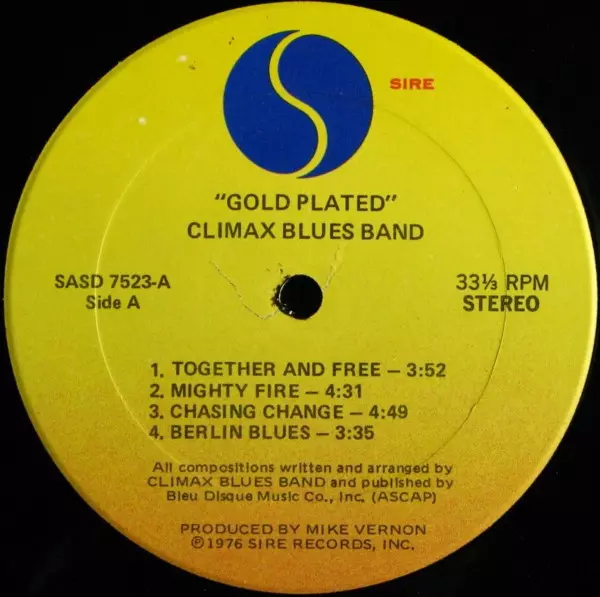 SIRE
"GOLD PLATED"
CLIMAX BLUES BAND
SASD 7523-A
Side A
33⅓ RPM
STEREO
1. TOGETHER AND FREE – 3:52
2. MIGHTY FIRE – 4:31
3. CHASING CHANGE – 4:49
4. BERLIN BLUES – 3:35
All compositions written and arranged by
CLIMAX BLUES BAND and published by
Bleu Disque Music Co., Inc. (ASCAP)
PRODUCED BY MIKE VERNON
℗1976 SIRE RECORDS, INC.